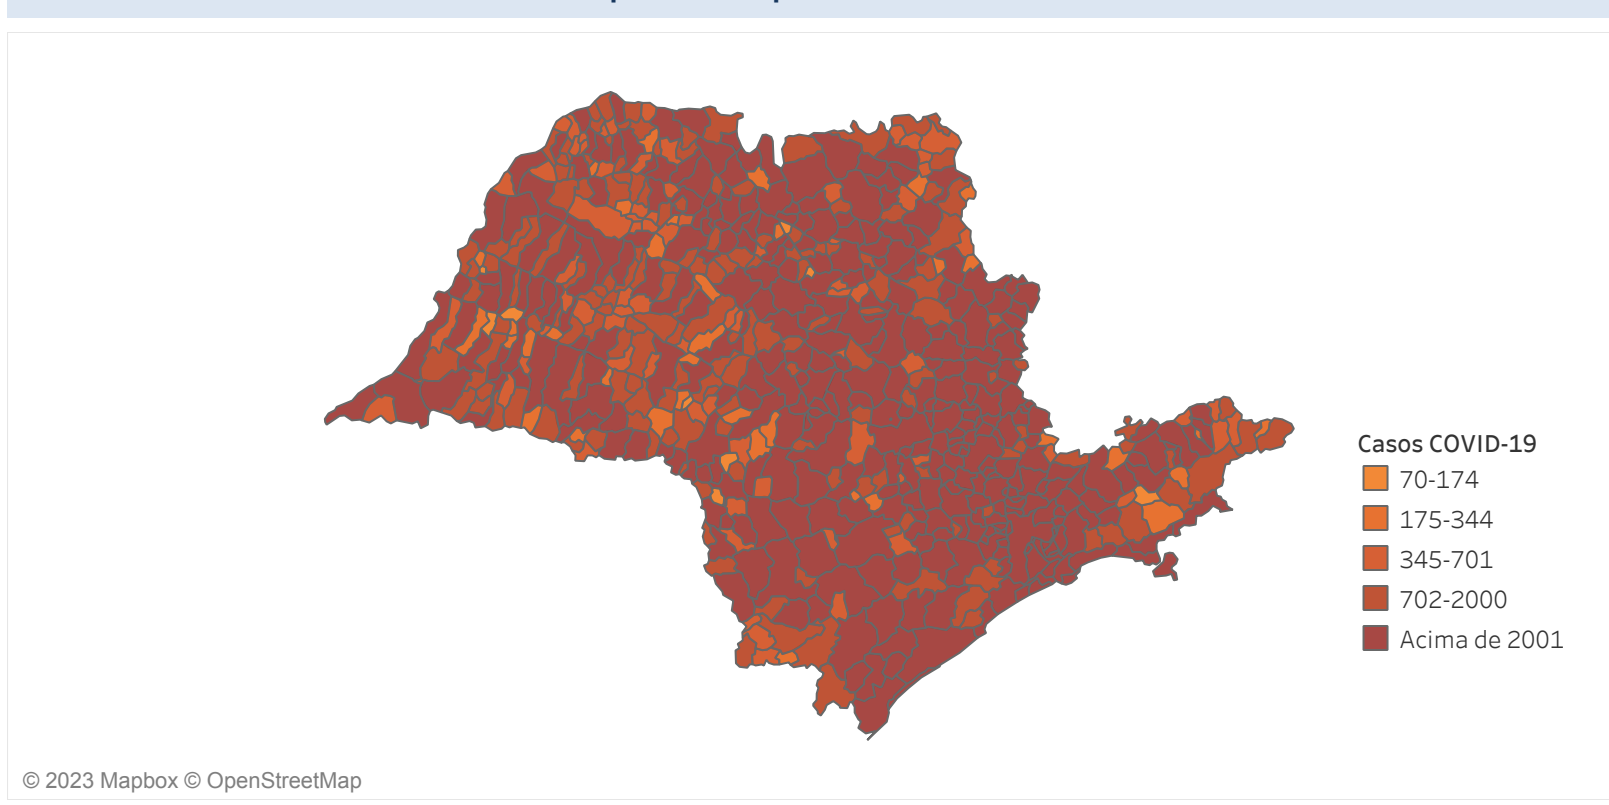 Casos COVID-19
70-174
175-344
345-701
702-2000
Acima de 2001
© 2023 Mapbox © OpenStreetMap